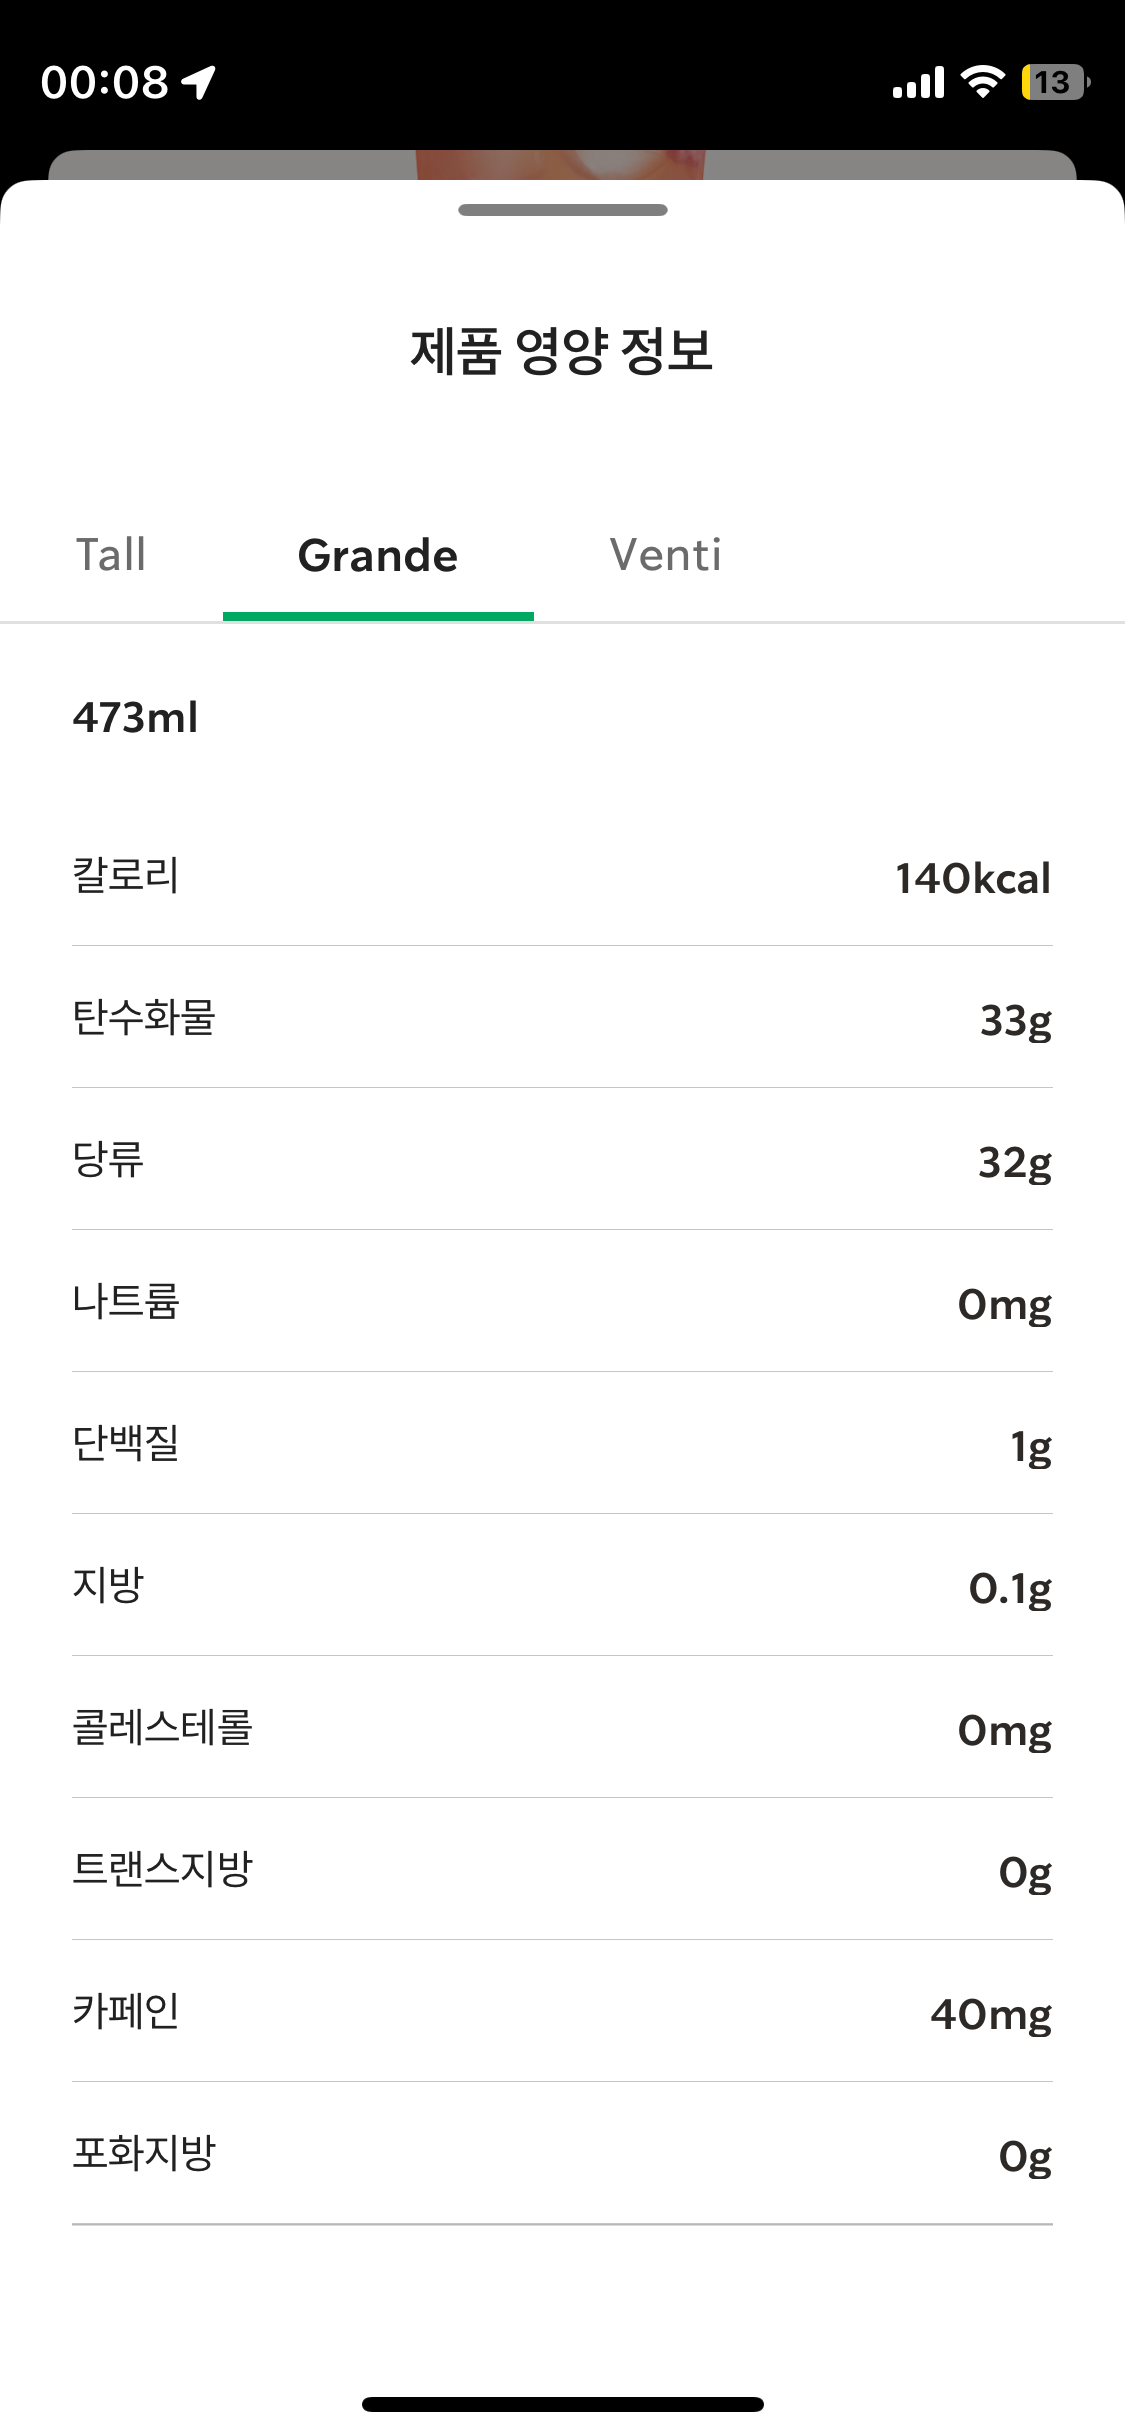 00:08
13
제품 영양 정보
Tall Grande Venti
473ml
칼로리 140kcal
탄수화물 33g
당류 32g
나트륨 0mg
단백질 1g
지방 0.1g
콜레스테롤 0mg
트랜스지방 0g
카페인 40mg
포화지방 0g